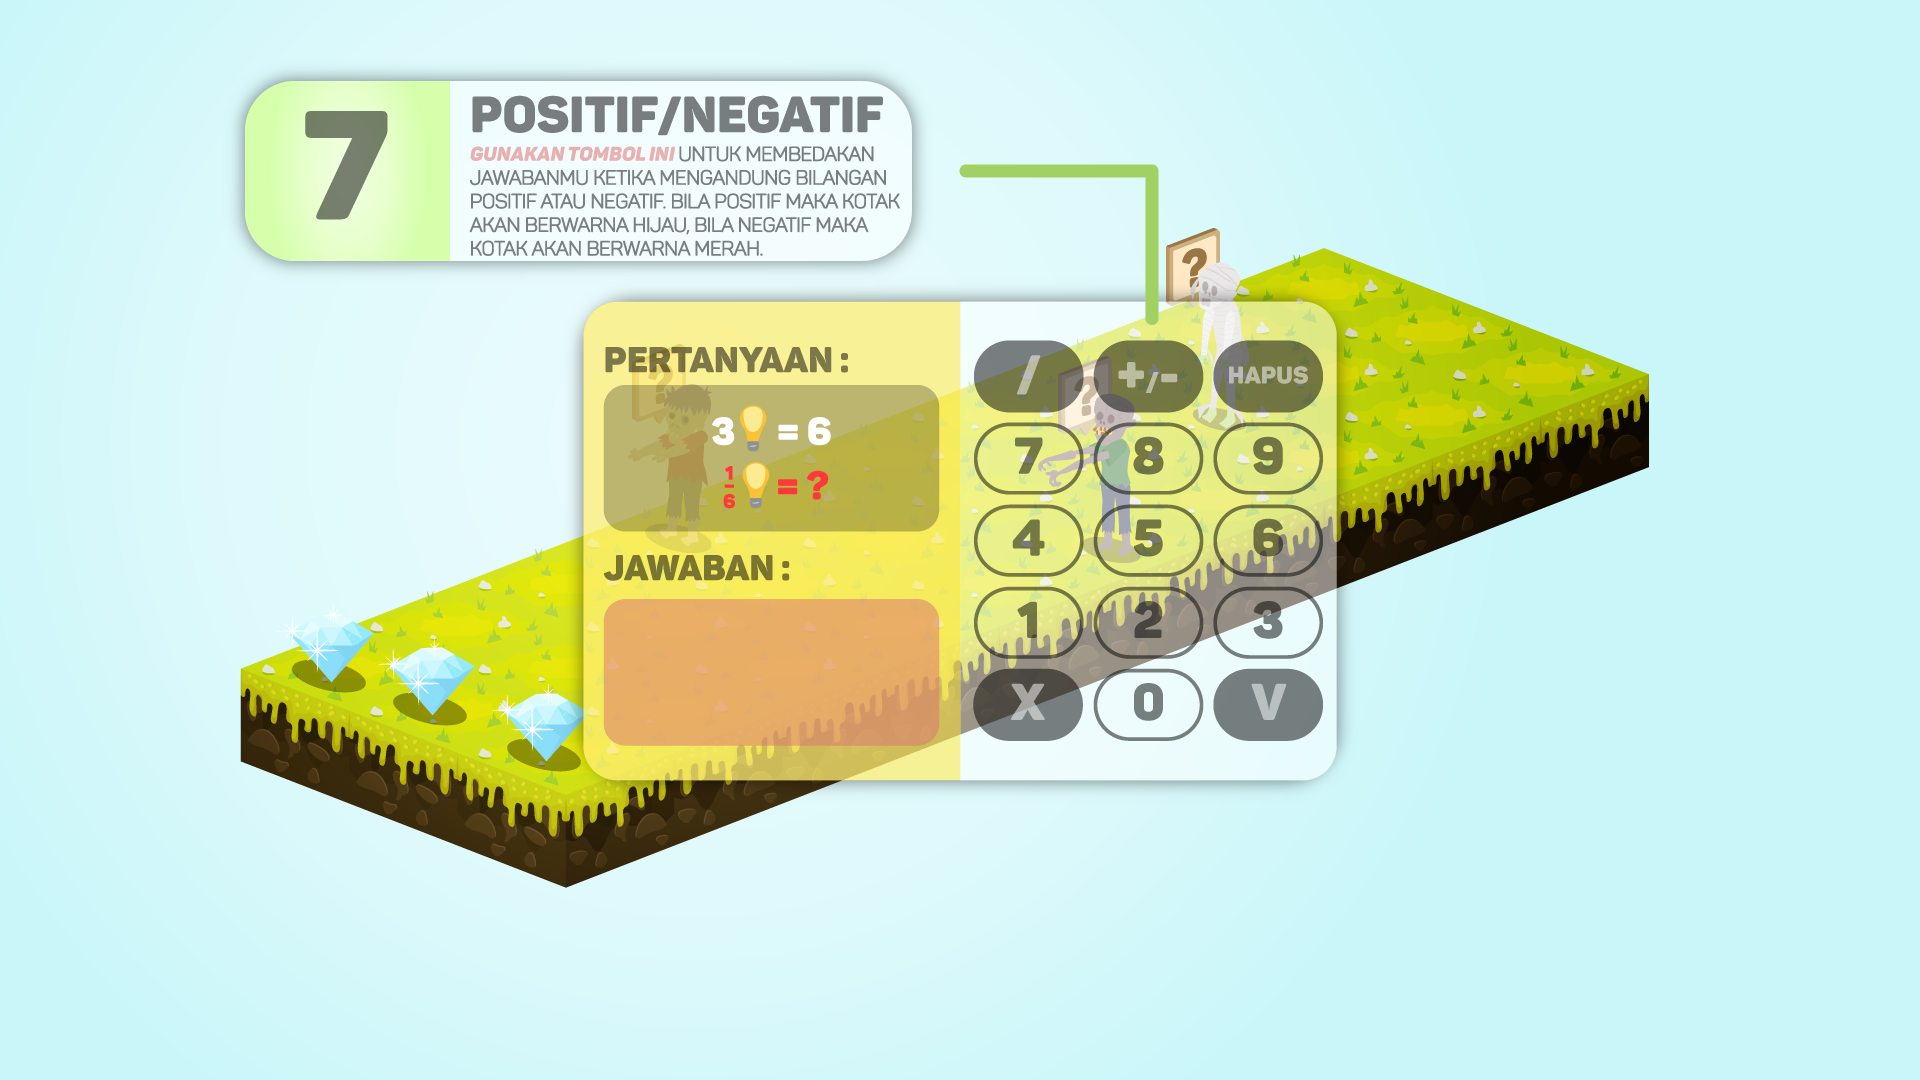 7
POSITIF/NEGATIF
GUNAKAN TOMBOL INI UNTUK MEMBEDAKAN
JAWABANMU KETIKA MENGANDUNG BILANGAN
POSITIF ATAU NEGATIF. BILA POSITIF MAKA KOTAK
AKAN BERWARNA HIJAU, BILA NEGATIF MAKA
KOTAK AKAN BERWARNA MERAH.
?
PERTANYAAN :
?
3 = 6
1/6 = ?
JAWABAN :
?
/ +/- HAPUS
7 8 9
4 5 6
1 2 3
X 0 V